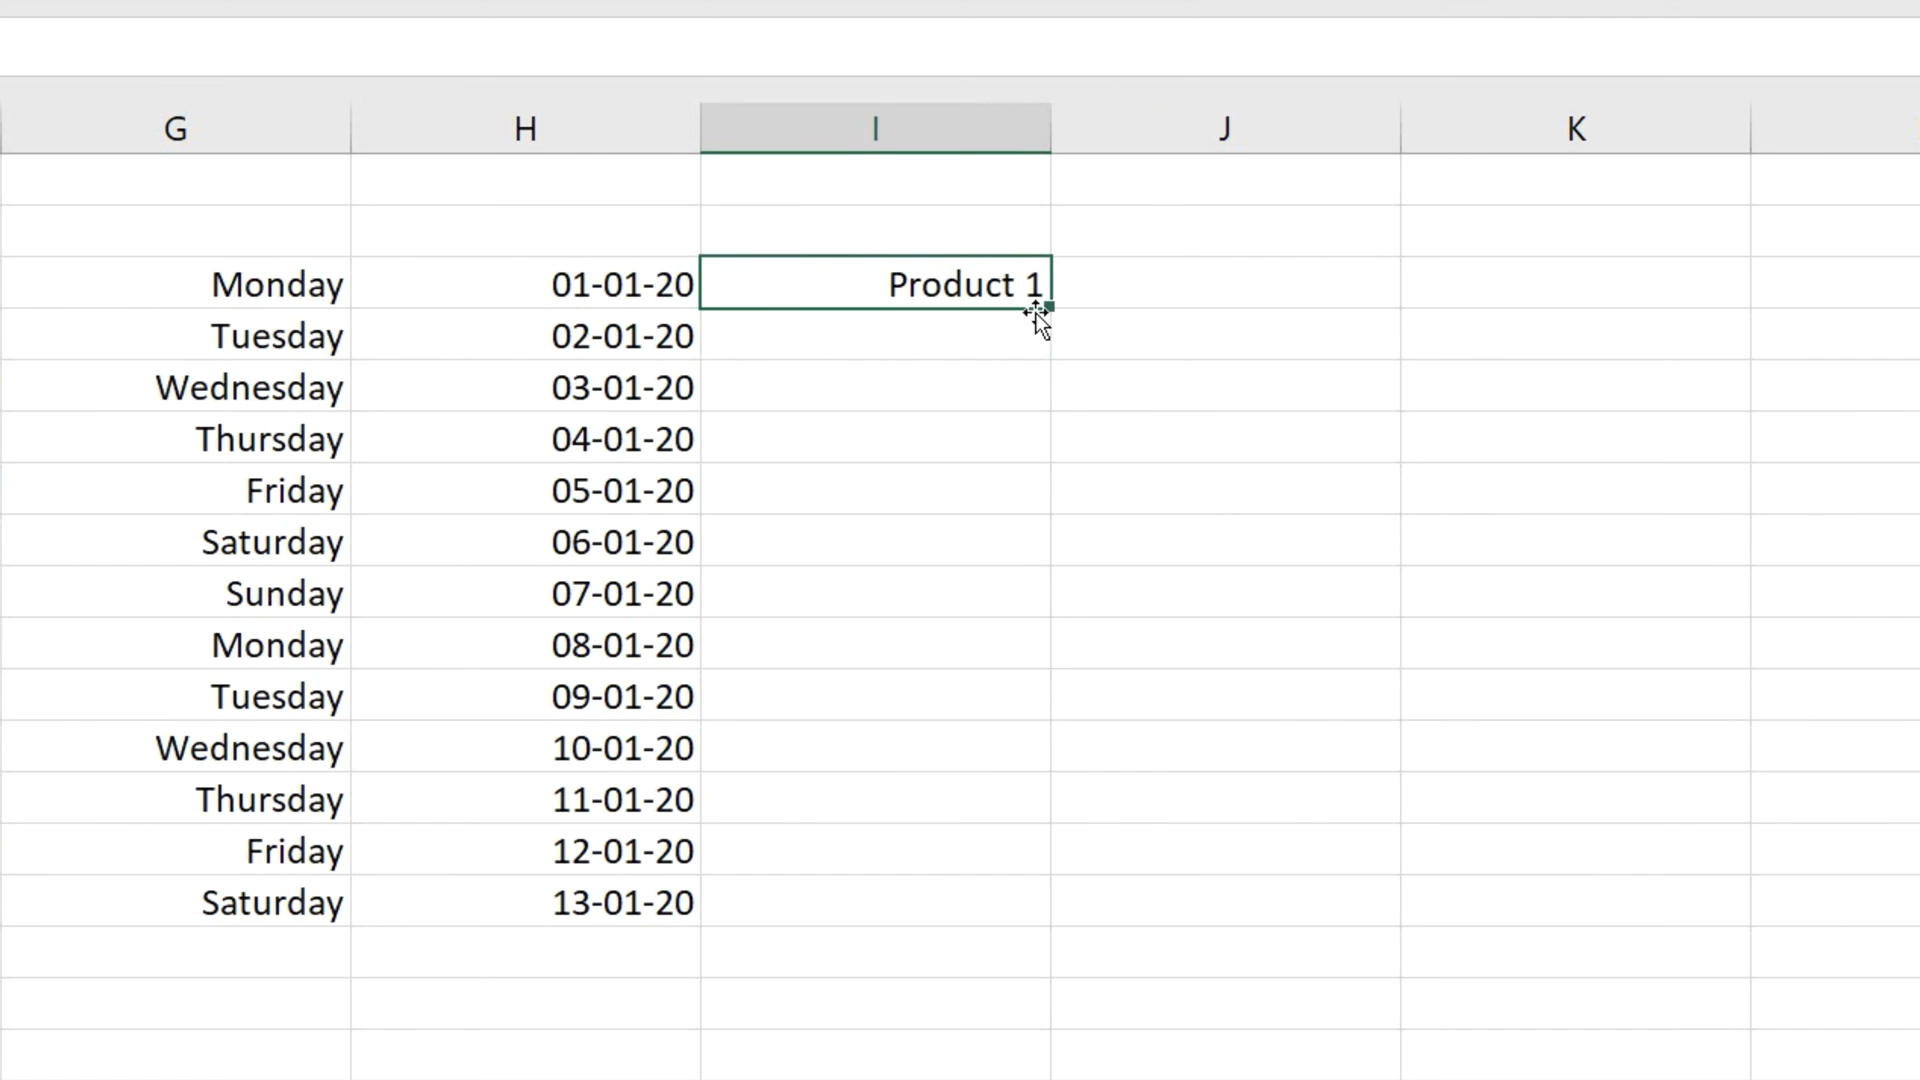 G H I J K
Monday 01-01-20 Product 1
Tuesday 02-01-20
Wednesday 03-01-20
Thursday 04-01-20
Friday 05-01-20
Saturday 06-01-20
Sunday 07-01-20
Monday 08-01-20
Tuesday 09-01-20
Wednesday 10-01-20
Thursday 11-01-20
Friday 12-01-20
Saturday 13-01-20